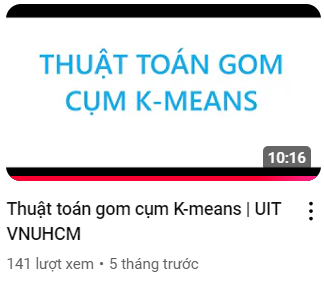 THUẬT TOÁN GOM
CỤM K-MEANS
10:16
Thuật toán gom cụm K-means | UIT
VNUHCM
141 lượt xem • 5 tháng trước